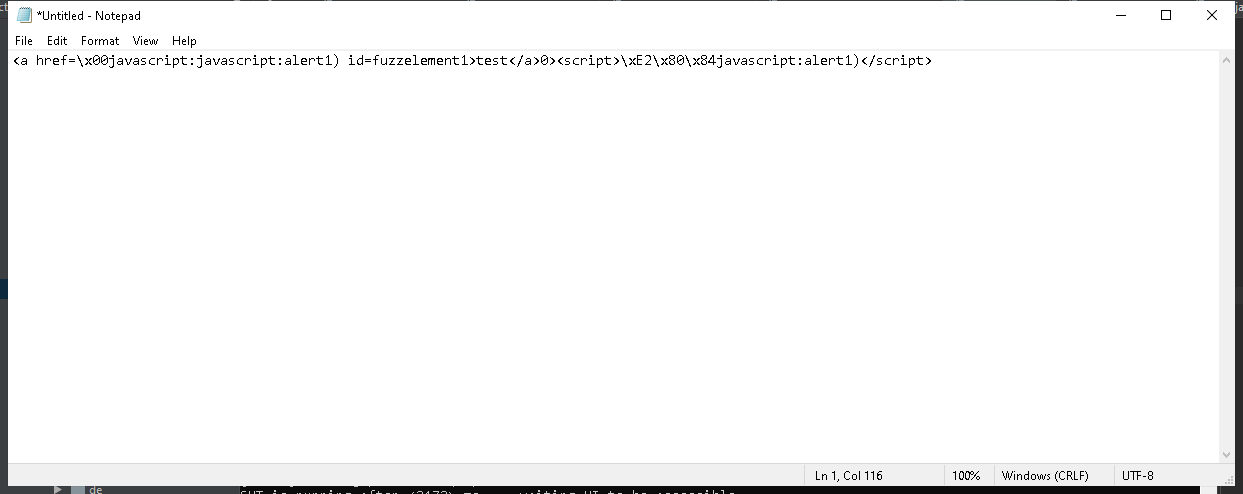 *Untitled - Notepad
File Edit Format View Help
<a href=\x00javascript:javascript:alert1) id=fuzzelement1>test</a>0><script>\xE2\x80\x84javascript:alert1)</script>
Ln 1, Col 116 100% Windows (CRLF) UTF-8
de